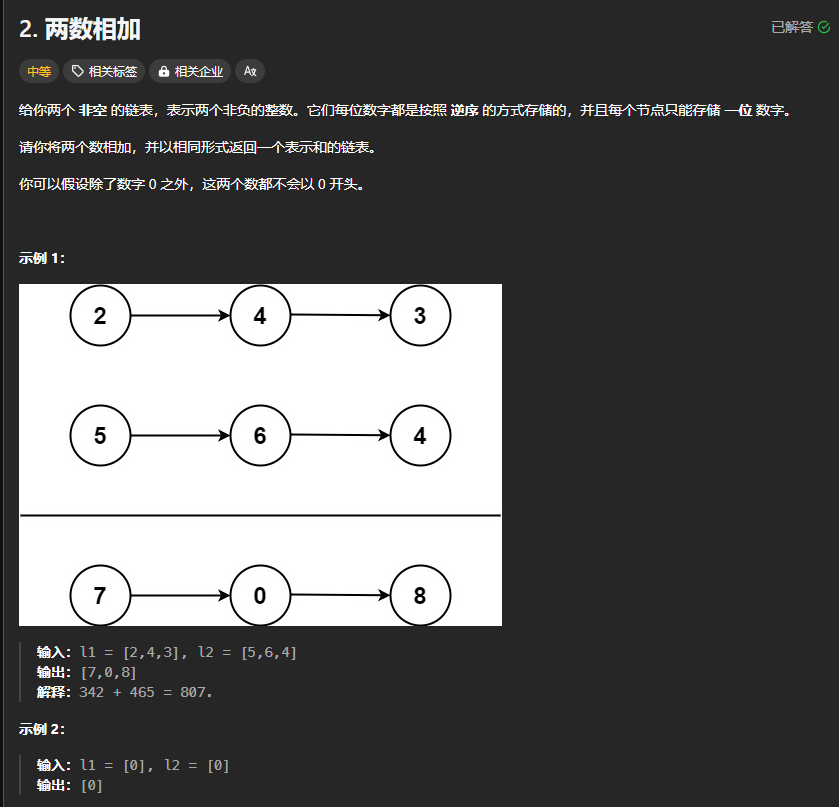 2. 两数相加
已解答
中等 相关标签 相关企业 Aあ
给你两个 非空 的链表，表示两个非负的整数。它们每位数字都是按照 逆序 的方式存储的，并且每个节点只能存储 一位 数字。
请你将两个数相加，并以相同形式返回一个表示和的链表。
你可以假设除了数字 0 之外，这两个数都不会以 0 开头。
示例 1：
2 4 3
5 6 4
7 0 8
输入：l1 = [2,4,3], l2 = [5,6,4]
输出：[7,0,8]
解释：342 + 465 = 807.
示例 2：
输入：l1 = [0], l2 = [0]
输出：[0]